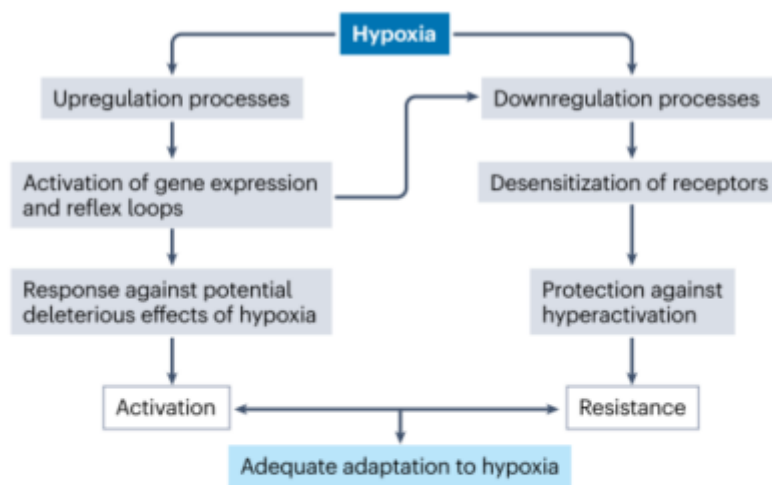 Hypoxia
Upregulation processes
Downregulation processes
Activation of gene expression
and reflex loops
Desensitization of receptors
Response against potential
deleterious effects of hypoxia
Protection against
hyperactivation
Activation
Resistance
Adequate adaptation to hypoxia